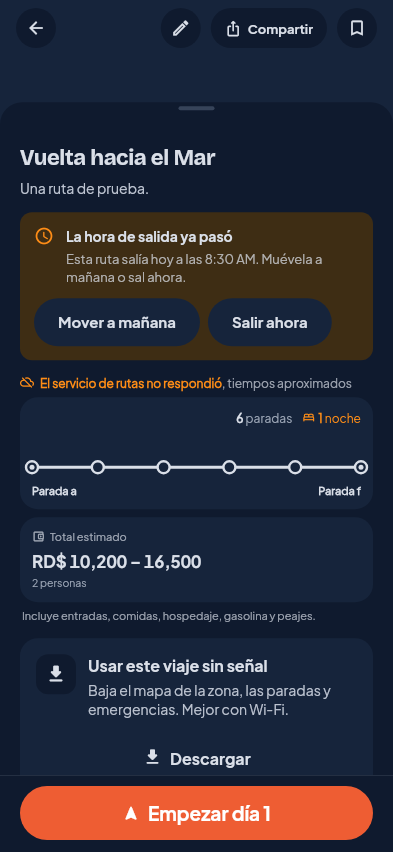 Compartir
Vuelta hacia el Mar
Una ruta de prueba.
La hora de salida ya pasó
Esta ruta salía hoy a las 8:30 AM. Muévela a
mañana o sal ahora.
Mover a mañana
Salir ahora
El servicio de rutas no respondió, tiempos aproximados
6 paradas 1 noche
Parada a
Parada f
Total estimado
RD$ 10,200 – 16,500
2 personas
Incluye entradas, comidas, hospedaje, gasolina y peajes.
Usar este viaje sin señal
Baja el mapa de la zona, las paradas y
emergencias. Mejor con Wi-Fi.
Descargar
Empezar día 1